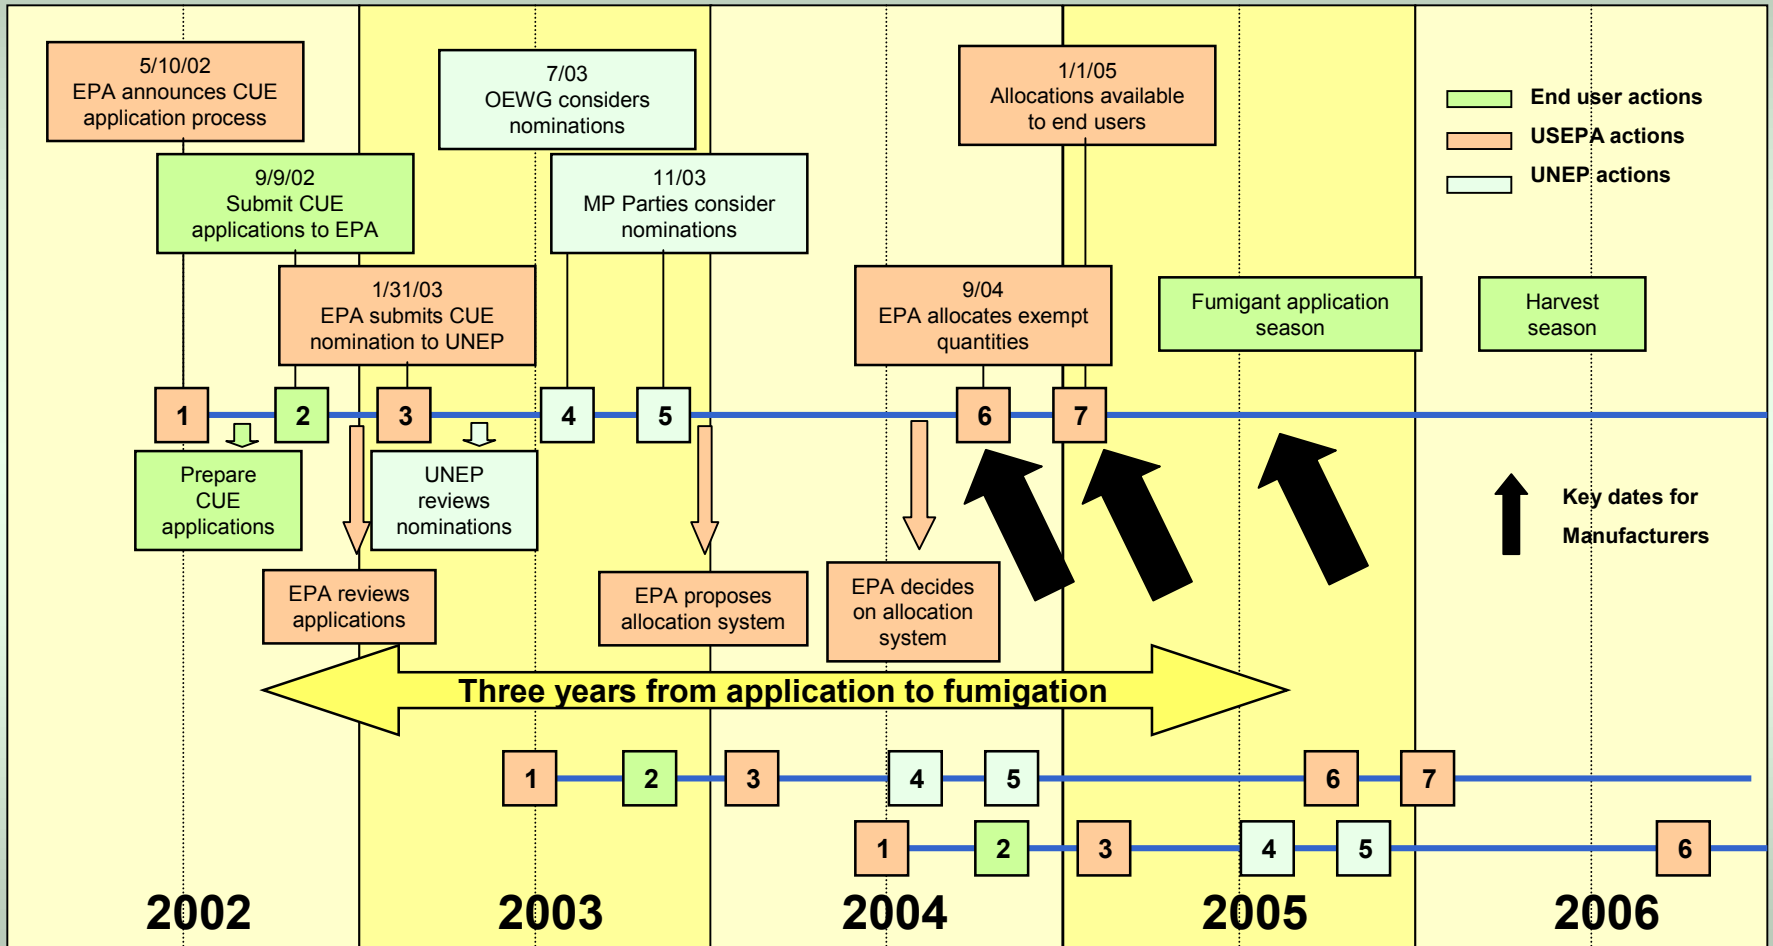 5/10/02
EPA announces CUE
application process
7/03
OEWG considers
nominations
1/1/05
Allocations available
to end users
End user actions
USEPA actions
UNEP actions
9/9/02
Submit CUE
applications to EPA
11/03
MP Parties consider
nominations
1/31/03
EPA submits CUE
nomination to UNEP
9/04
EPA allocates exempt
quantities
Fumigant application
season
Harvest
season
1 2 3 4 5 6 7
Prepare
CUE
applications
UNEP
reviews
nominations
Key dates for
Manufacturers
EPA reviews
applications
EPA proposes
allocation system
EPA decides
on allocation
system
Three years from application to fumigation
1 2 3 4 5 6 7
1 2 3 4 5 6
2002 2003 2004 2005 2006